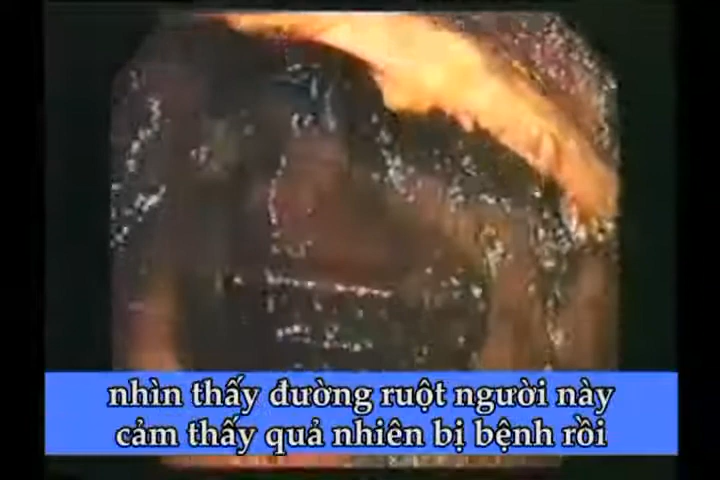 nhìn thấy đường ruột người này
cảm thấy quả nhiên bị bệnh rồi